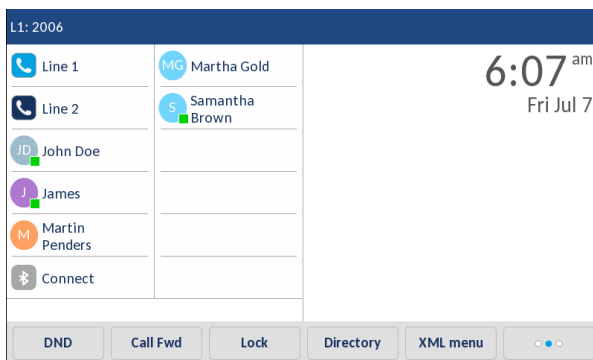 L1: 2006
Line 1
Line 2
JD John Doe
J James
M Martin
Penders
Connect
MG Martha Gold
S Samantha
Brown
6:07 am
Fri Jul 7
DND Call Fwd Lock Directory XML menu